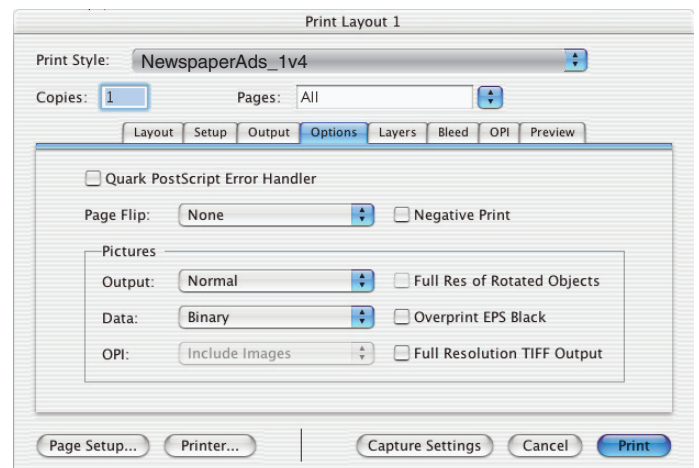 Print Layout 1
Print Style: NewspaperAds_1v4
Copies: 1 Pages: All
Layout Setup Output Options Layers Bleed OPI Preview
Quark PostScript Error Handler
Page Flip: None Negative Print
Pictures
Output: Normal Full Res of Rotated Objects
Data: Binary Overprint EPS Black
OPI: Include Images Full Resolution TIFF Output
Page Setup... Printer... Capture Settings Cancel Print